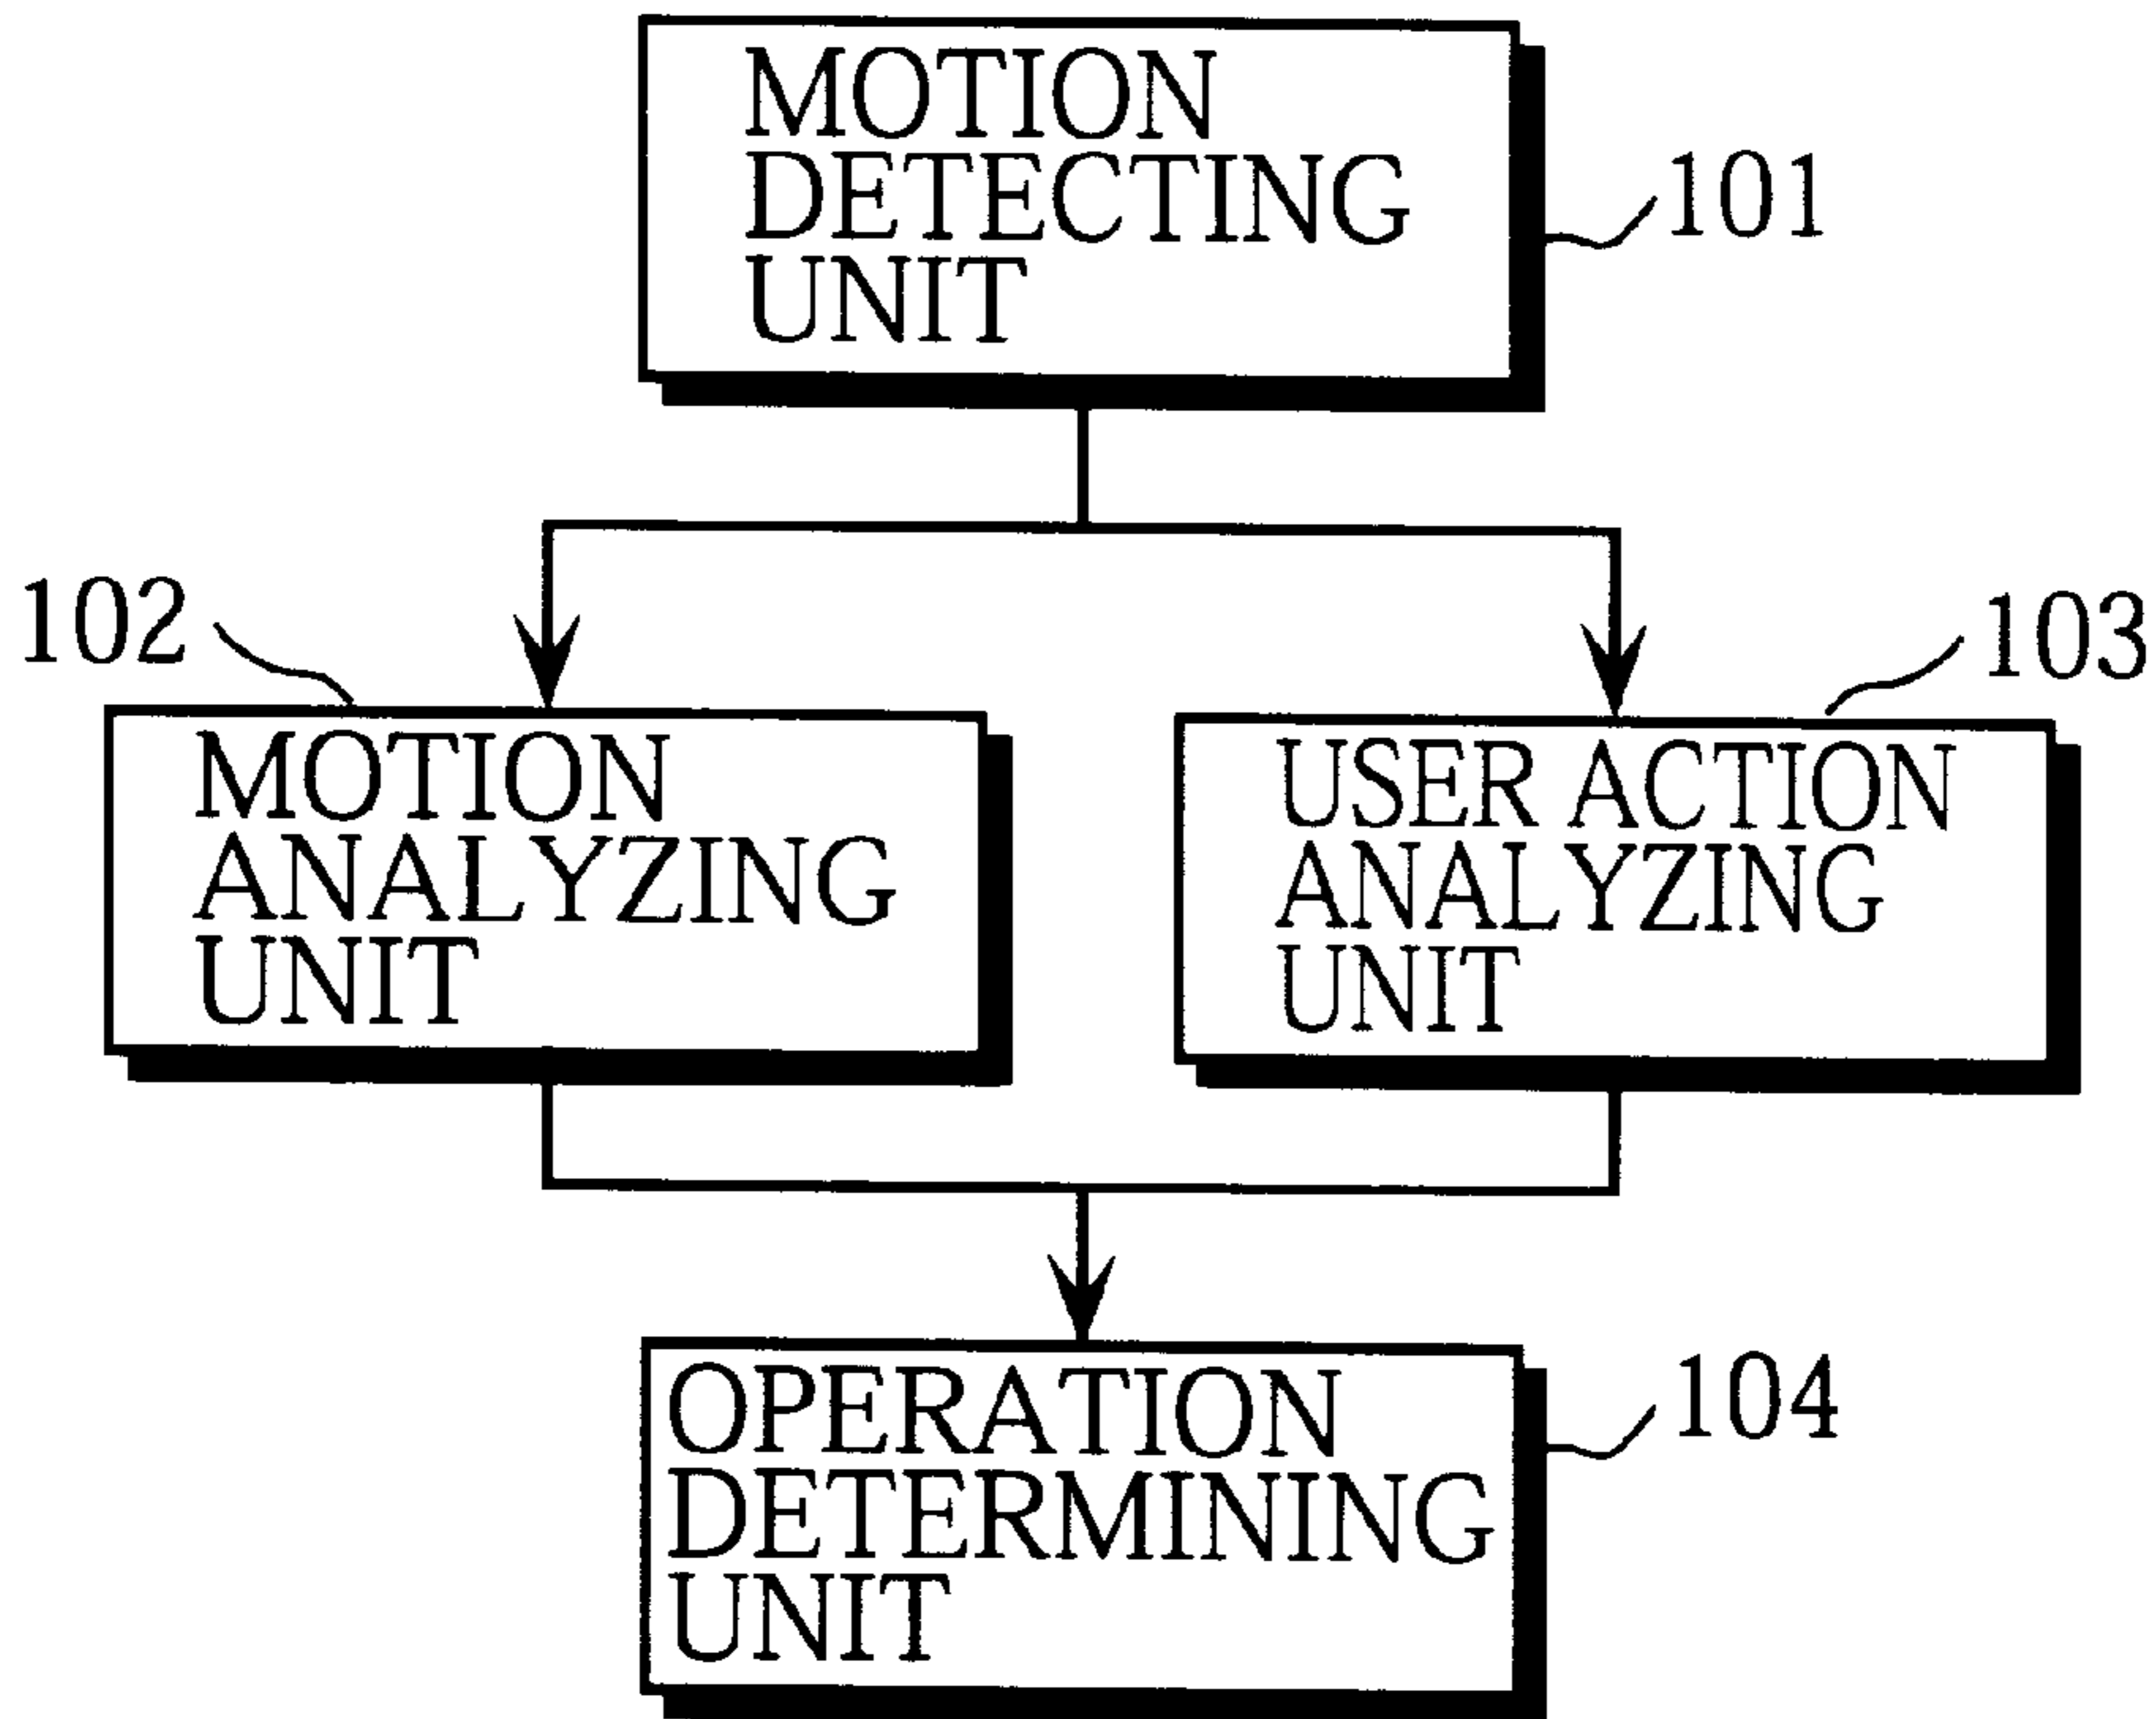 MOTION
DETECTING
UNIT
101
102
103
MOTION
ANALYZING
UNIT
USER ACTION
ANALYZING
UNIT
OPERATION
DETERMINING
UNIT
104